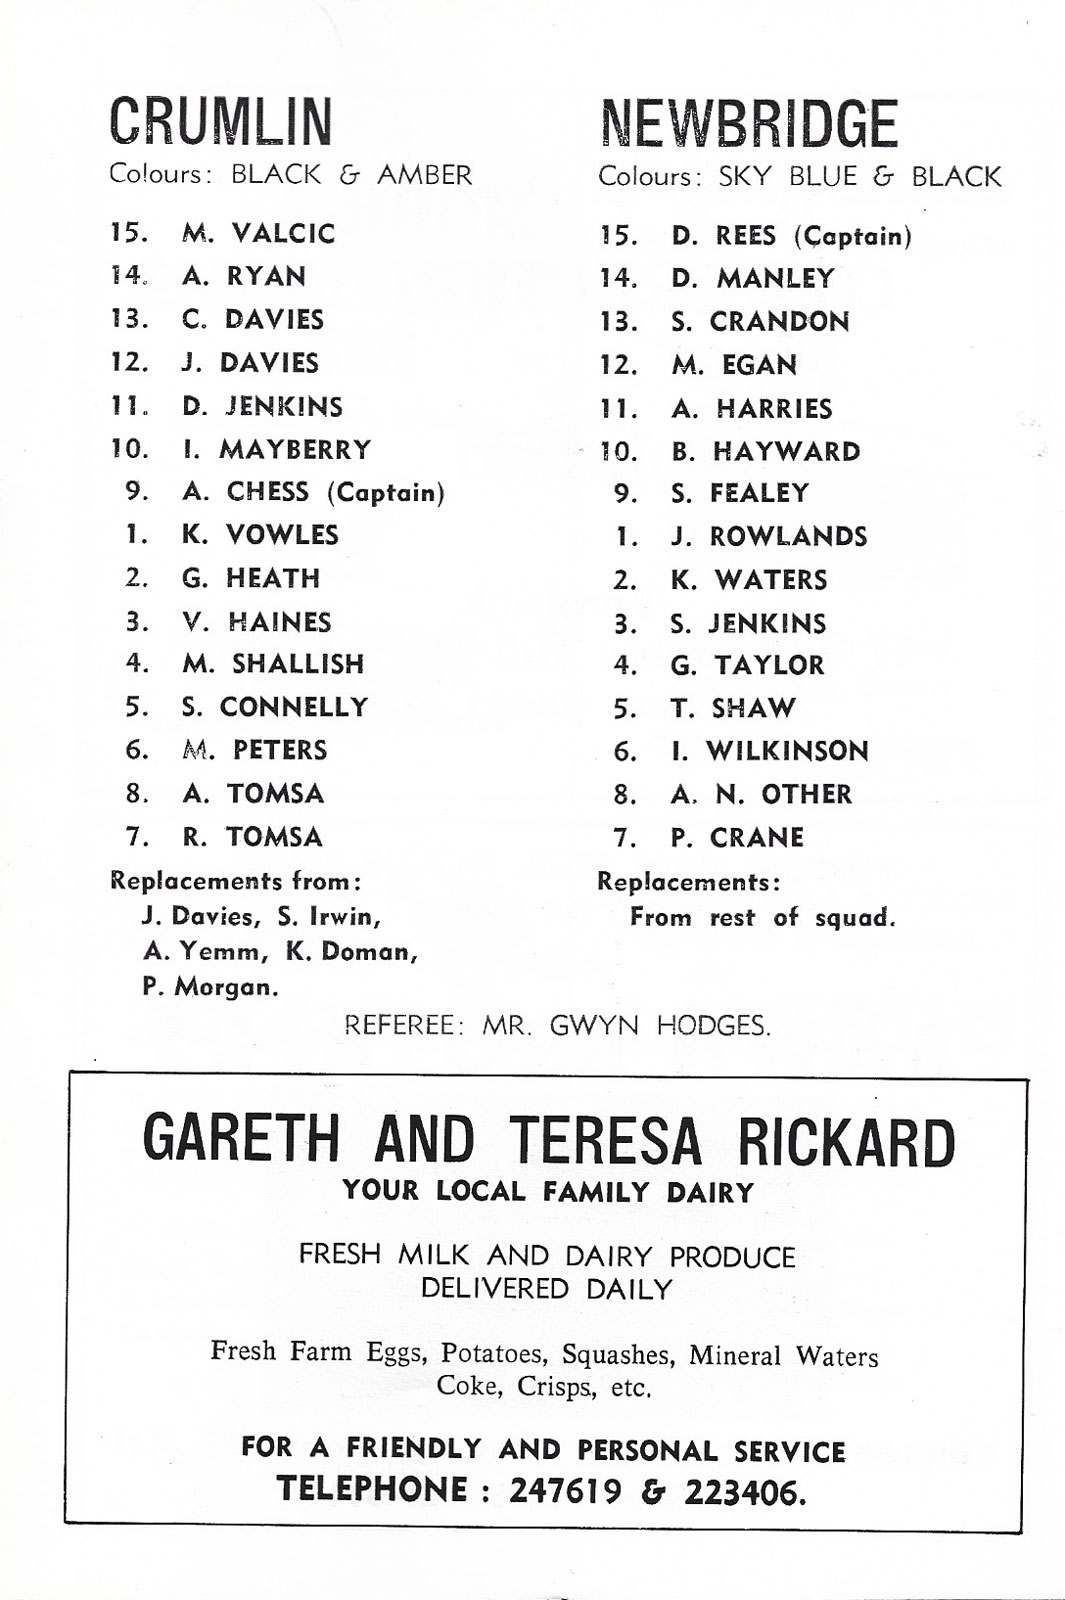 CRUMLIN
Colours: BLACK & AMBER
15. M. VALCIC
14. A. RYAN
13. C. DAVIES
12. J. DAVIES
11. D. JENKINS
10. I. MAYBERRY
9. A. CHESS (Captain)
1. K. VOWLES
2. G. HEATH
3. V. HAINES
4. M. SHALLISH
5. S. CONNELLY
6. M. PETERS
8. A. TOMSA
7. R. TOMSA
Replacements from:
J. Davies, S. Irwin,
A. Yemm, K. Doman,
P. Morgan.
NEWBRIDGE
Colours: SKY BLUE & BLACK
15. D. REES (Captain)
14. D. MANLEY
13. S. CRANDON
12. M. EGAN
11. A. HARRIES
10. B. HAYWARD
9. S. FEALEY
1. J. ROWLANDS
2. K. WATERS
3. S. JENKINS
4. G. TAYLOR
5. T. SHAW
6. I. WILKINSON
8. A. N. OTHER
7. P. CRANE
Replacements:
From rest of squad.
REFEREE: MR. GWYN HODGES.
GARETH AND TERESA RICKARD
YOUR LOCAL FAMILY DAIRY
FRESH MILK AND DAIRY PRODUCE
DELIVERED DAILY
Fresh Farm Eggs, Potatoes, Squashes, Mineral Waters
Coke, Crisps, etc.
FOR A FRIENDLY AND PERSONAL SERVICE
TELEPHONE : 247619 & 223406.